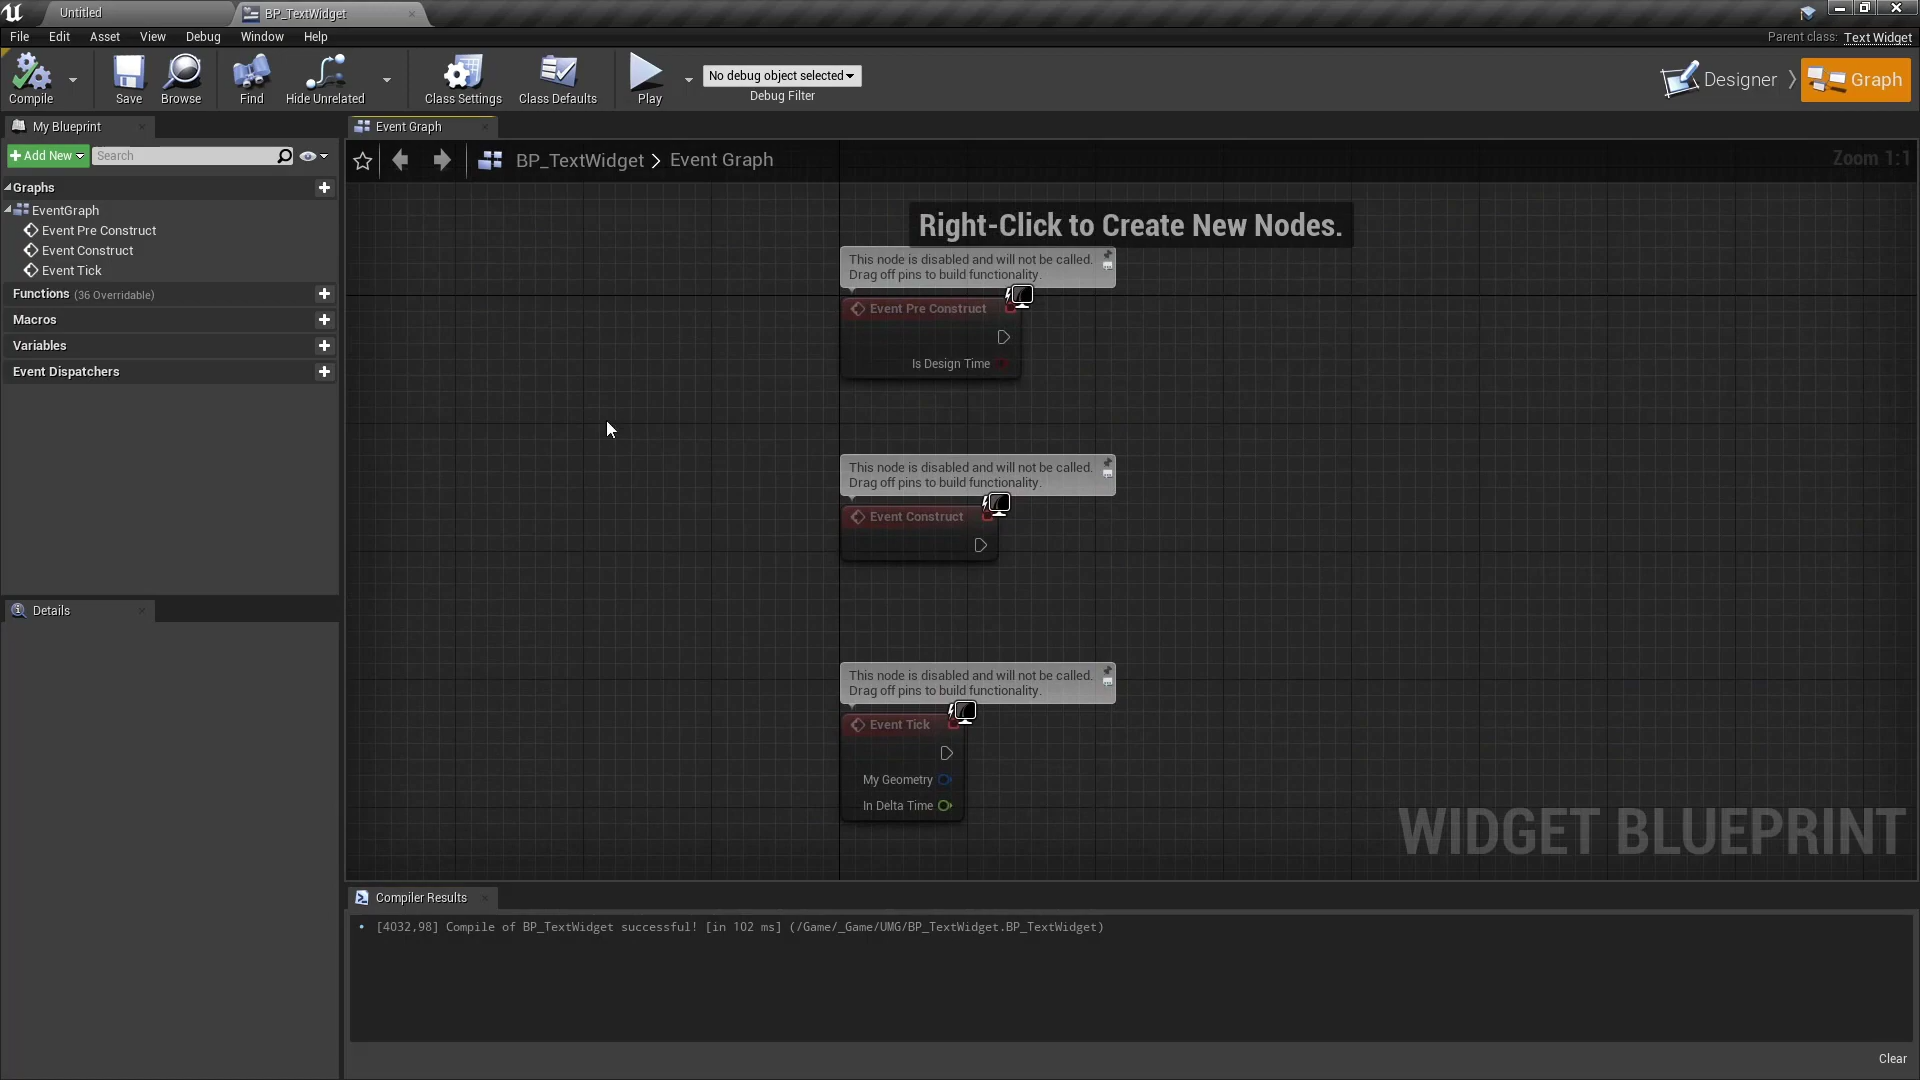 Untitled
BP_TextWidget
File Edit Asset View Debug Window Help
Parent class: Text Widget
Compile
Save
Browse
Find
Hide Unrelated
Class Settings
Class Defaults
Play
No debug object selected
Debug Filter
Designer
Graph
My Blueprint
Add New
Search
Graphs
EventGraph
Event Pre Construct
Event Construct
Event Tick
Functions (36 Overridable)
Macros
Variables
Event Dispatchers
Details
Event Graph
BP_TextWidget > Event Graph
Zoom 1:1
Right-Click to Create New Nodes.
This node is disabled and will not be called.
Drag off pins to build functionality.
Event Pre Construct
Is Design Time
This node is disabled and will not be called.
Drag off pins to build functionality.
Event Construct
This node is disabled and will not be called.
Drag off pins to build functionality.
Event Tick
My Geometry
In Delta Time
WIDGET BLUEPRINT
Compiler Results
• [4032,98] Compile of BP_TextWidget successful! [in 102 ms] (/Game/_Game/UMG/BP_TextWidget.BP_TextWidget)
Clear